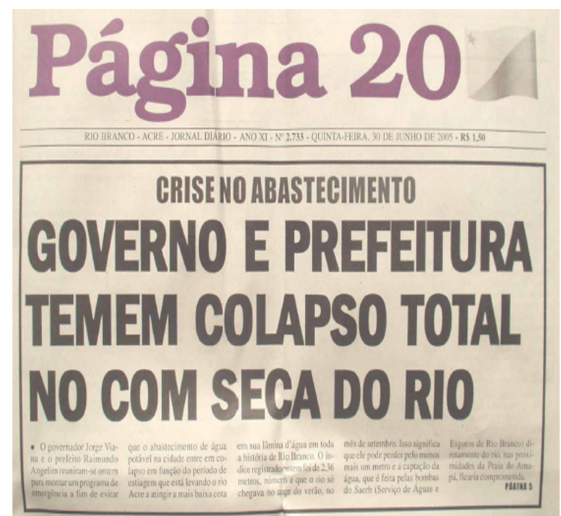 Página 20
RIO BRANCO - ACRE - JORNAL DIÁRIO - ANO XI - Nº 2.733 - QUINTA-FEIRA, 30 DE JUNHO DE 2005 - R$ 1,50
CRISE NO ABASTECIMENTO
GOVERNO E PREFEITURA
TEMEM COLAPSO TOTAL
NO COM SECA DO RIO
• O governador Jorge Via-
na e o prefeito Raimundo
Angelim reuniram-se ontem
para montar um programa de
emergência a fim de evitar
que o abastecimento de água
potável na cidade entre em co-
lapso em função do período de
estiagem que está levando o rio
Acre a atingir a mais baixa cota
em sua lâmina d'água em toda
a história de Rio Branco. O ín-
dice registrado ontem foi de 2,36
metros, número a que o rio só
chegava no auge do verão, no
mês de setembro. Isso significa
que ele pode perder pelo menos
mais um metro e a captação da
água, que é feita pelas bombas
do Saerb (Serviço de Águas e
Esgotos de Rio Branco) di-
retamente do rio, nas proxi-
midades da Praia do Ama-
pá, ficaria comprometida.
PÁGINA 5